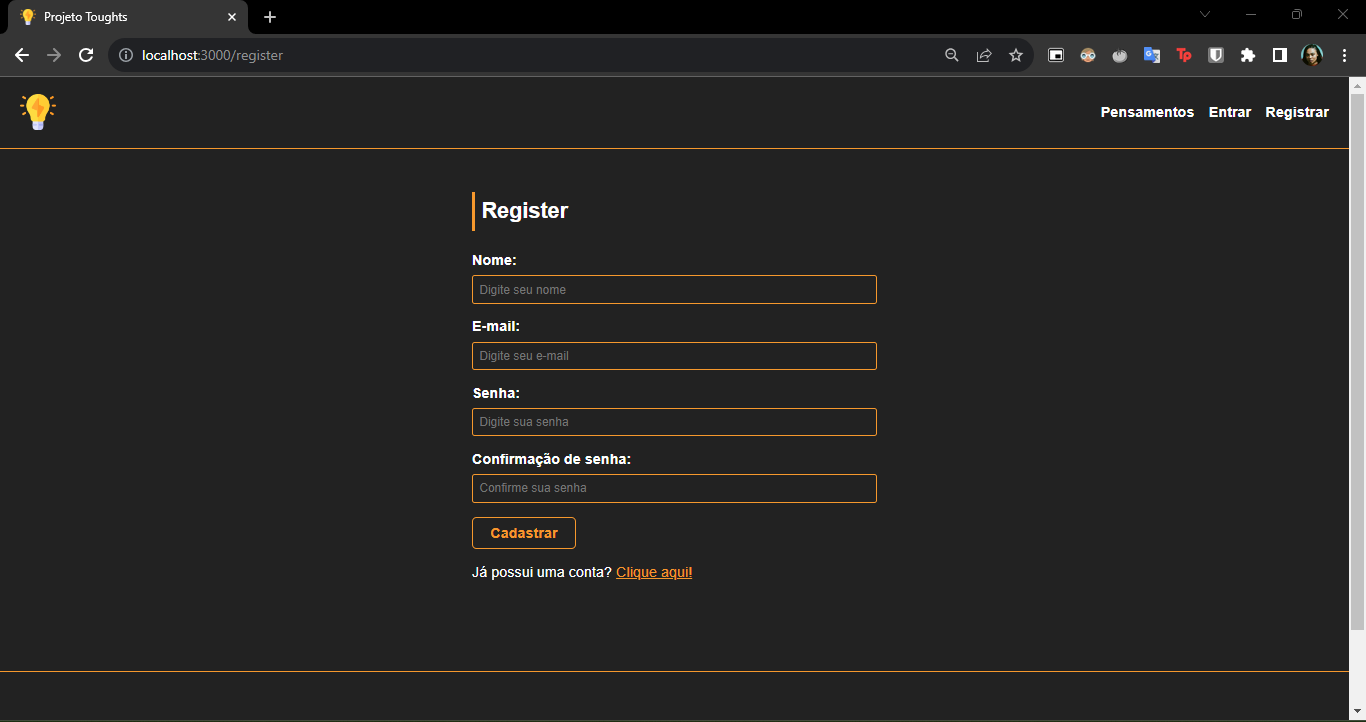 Projeto Toughts
localhost:3000/register
Tp
Pensamentos Entrar Registrar
Register
Nome:
Digite seu nome
E-mail:
Digite seu e-mail
Senha:
Digite sua senha
Confirmação de senha:
Confirme sua senha
Cadastrar
Já possui uma conta? Clique aqui!